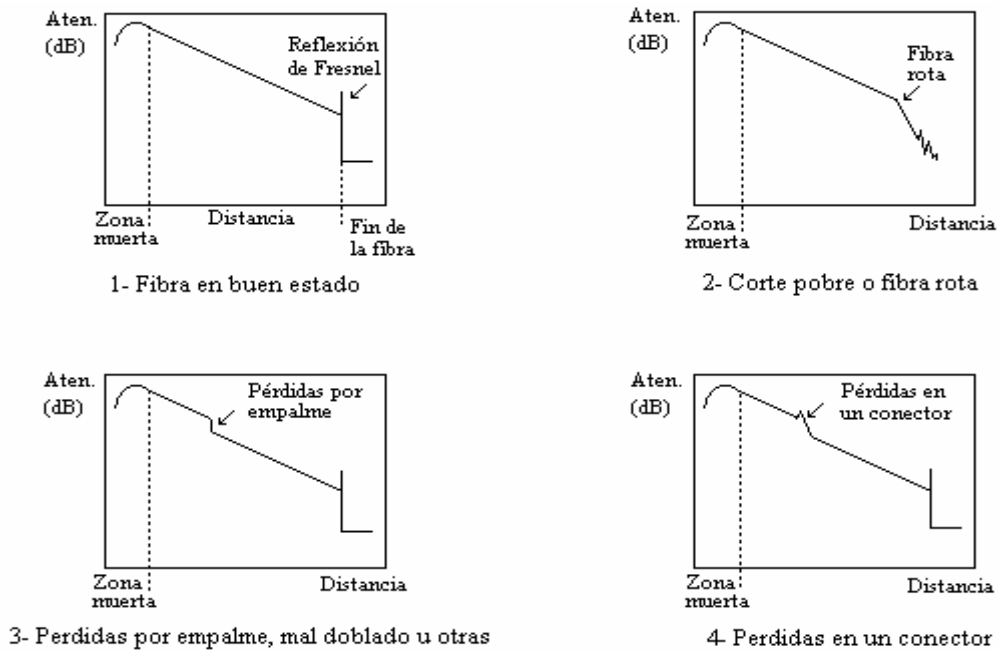 Aten.
(dB)
Reflexión
de Fresnel
Zona
muerta
Distancia
Fin de
la fibra
1- Fibra en buen estado
Aten.
(dB)
Fibra
rota
Zona
muerta
Distancia
2- Corte pobre o fibra rota
Aten.
(dB)
Pérdidas por
empalme
Zona
muerta
Distancia
3- Perdidas por empalme, mal doblado u otras
Aten.
(dB)
Pérdidas en
un conector
Zona
muerta
Distancia
4- Perdidas en un conector